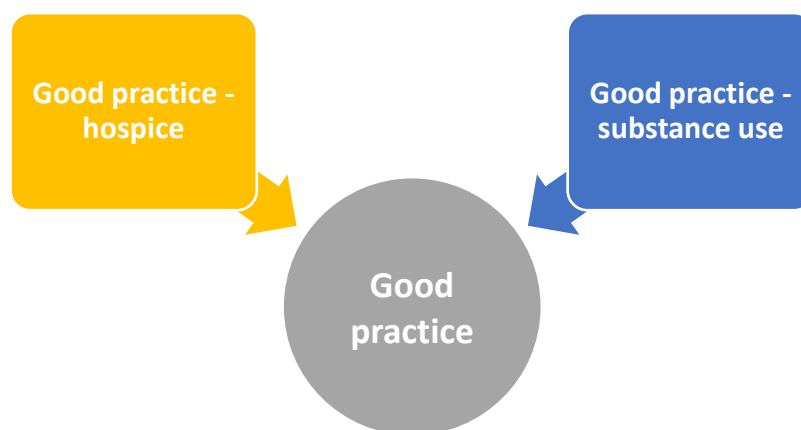 Good practice -
hospice
Good practice -
substance use
Good
practice